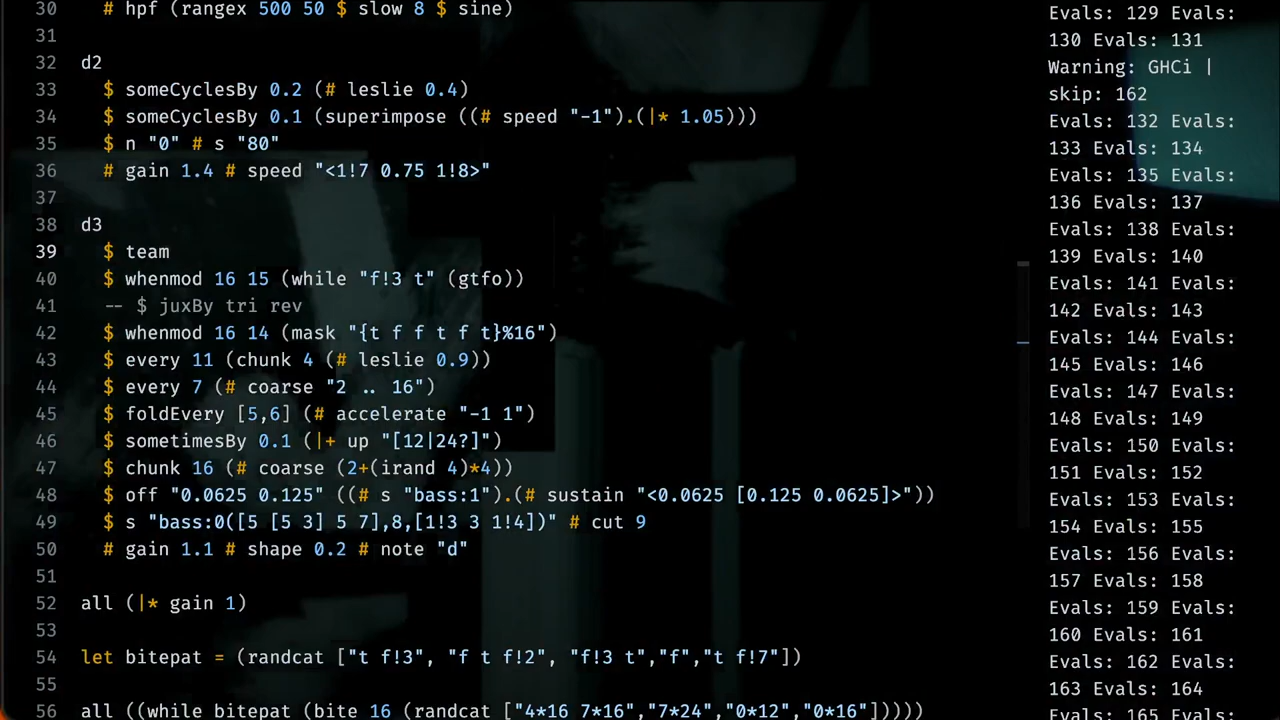 30 # hpf (rangex 500 50 $ slow 8 $ sine)
31
32 d2
33 $ someCyclesBy 0.2 (# leslie 0.4)
34 $ someCyclesBy 0.1 (superimpose ((# speed "-1").(|* 1.05)))
35 $ n "0" # s "80"
36 # gain 1.4 # speed "<1!7 0.75 1!8>"
37
38 d3
39 $ team
40 $ whenmod 16 15 (while "f!3 t" (gtfo))
41 -- $ juxBy tri rev
42 $ whenmod 16 14 (mask "{t f f t f t}%16")
43 $ every 11 (chunk 4 (# leslie 0.9))
44 $ every 7 (# coarse "2 .. 16")
45 $ foldEvery [5,6] (# accelerate "-1 1")
46 $ sometimesBy 0.1 (|+ up "[12|24?]")
47 $ chunk 16 (# coarse (2+(irand 4)*4))
48 $ off "0.0625 0.125" ((# s "bass:1").(# sustain "<0.0625 [0.125 0.0625]>"))
49 $ s "bass:0([5 [5 3] 5 7],8,[1!3 3 1!4])" # cut 9
50 # gain 1.1 # shape 0.2 # note "d"
51
52 all (|* gain 1)
53
54 let bitepat = (randcat ["t f!3", "f t f!2", "f!3 t","f","t f!7"])
55
56 all ((while bitepat (bite 16 (randcat ["4*16 7*16","7*24","0*12","0*16"]))))
Evals: 129 Evals:
130 Evals: 131
Warning: GHCi |
skip: 162
Evals: 132 Evals:
133 Evals: 134
Evals: 135 Evals:
136 Evals: 137
Evals: 138 Evals:
139 Evals: 140
Evals: 141 Evals:
142 Evals: 143
Evals: 144 Evals:
145 Evals: 146
Evals: 147 Evals:
148 Evals: 149
Evals: 150 Evals:
151 Evals: 152
Evals: 153 Evals:
154 Evals: 155
Evals: 156 Evals:
157 Evals: 158
Evals: 159 Evals:
160 Evals: 161
Evals: 162 Evals:
163 Evals: 164
Evals: 165 Evals: